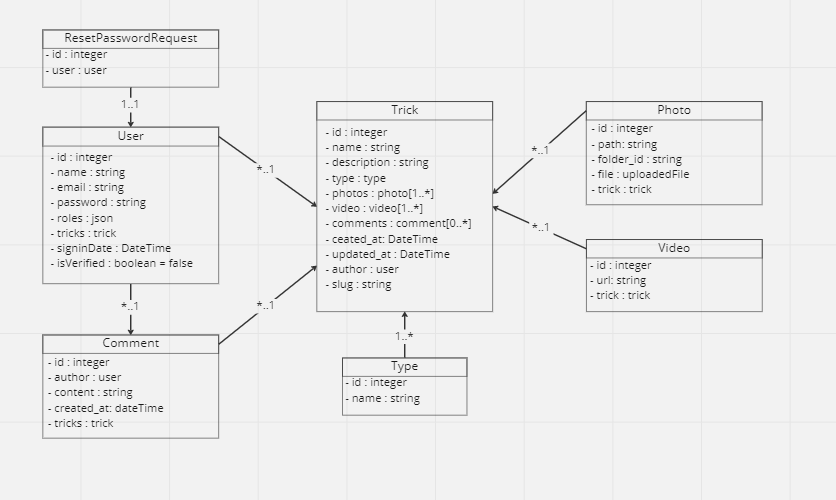 ResetPasswordRequest
- id : integer
- user : user
1..1
User
- id : integer
- name : string
- email : string
- password : string
- roles : json
- tricks : trick
- signinDate : DateTime
- isVerified : boolean = false
*..1
*..1
Comment
- id : integer
- author : user
- content : string
- created_at: dateTime
- tricks : trick
*..1
Trick
- id : integer
- name : string
- description : string
- type : type
- photos : photo[1..*]
- video : video[1..*]
- comments : comment[0..*]
- ceated_at: DateTime
- updated_at : DateTime
- author : user
- slug : string
1..*
Type
- id : integer
- name : string
*..1
Photo
- id : integer
- path: string
- folder_id : string
- file : uploadedFile
- trick : trick
*..1
Video
- id : integer
- url: string
- trick : trick